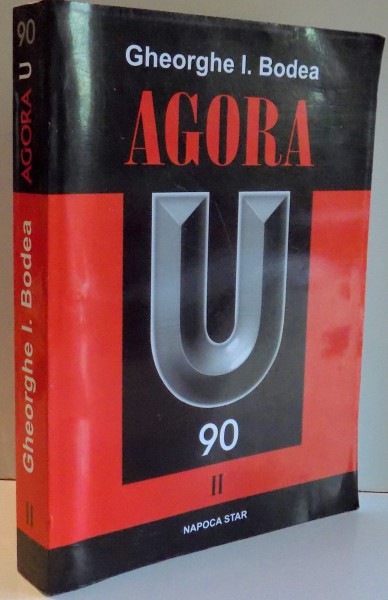 Gheorghe I. Bodea
AGORA
U
90
II
NAPOCA STAR
90
AGORA U
Gheorghe I. Bodea
II